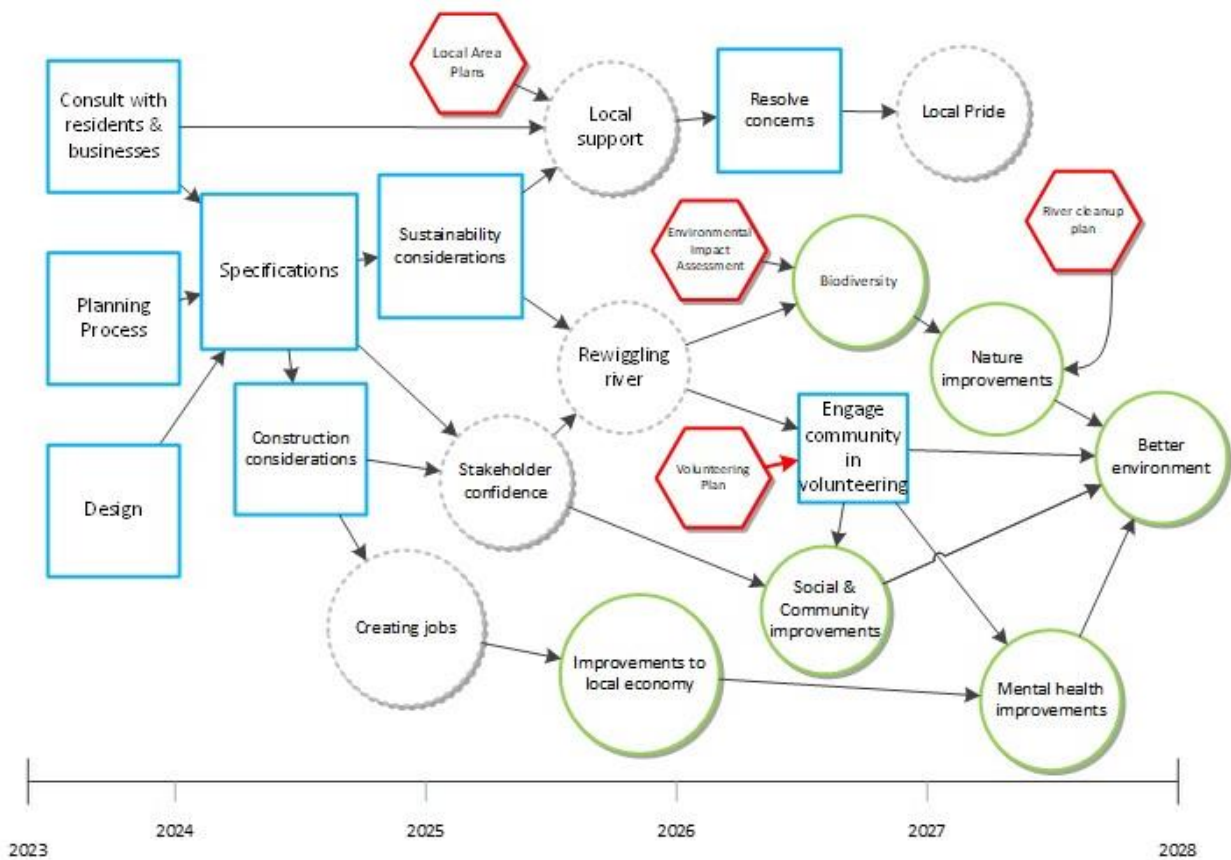 Local Area
Plans
Consult with
residents &
businesses
Local
support
Resolve
concerns
Local Pride
River cleanup
plan
Specifications
Sustainability
considerations
Environmental
Impact
Assessment
Biodiversity
Planning
Process
Rewiggling
river
Nature
improvements
Construction
considerations
Engage
community
in
volunteering
Better
environment
Stakeholder
confidence
Volunteering
Plan
Design
Social &
Community
improvements
Creating jobs
Improvements to
local economy
Mental health
improvements
2023
2024
2025
2026
2027
2028